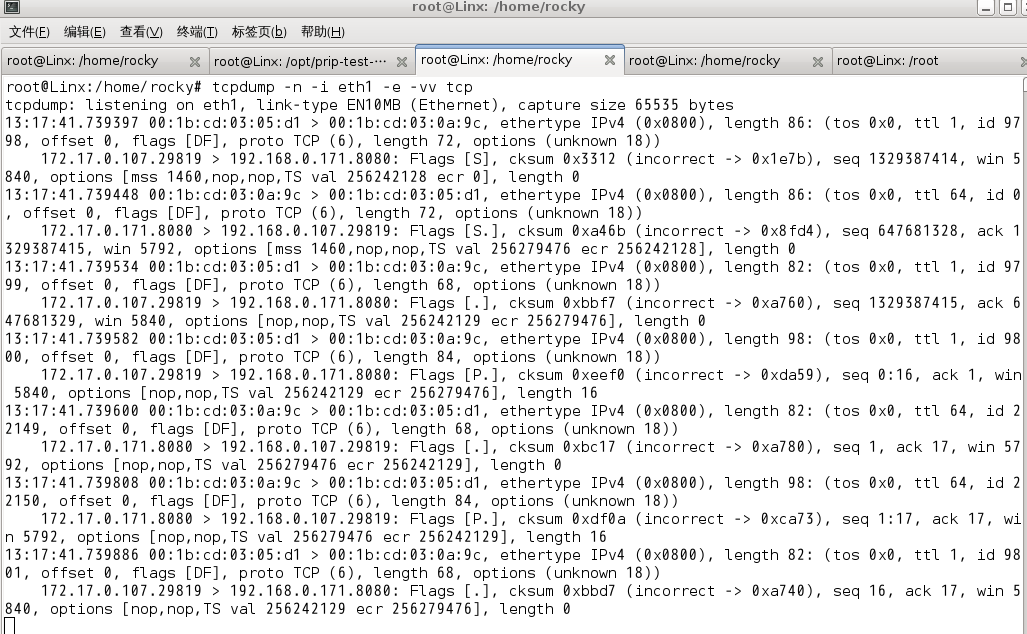 root@Linx: /home/rocky
文件(F) 编辑(E) 查看(V) 终端(T) 标签页(b) 帮助(H)
root@Linx: /home/rocky root@Linx: /opt/prip-test-··· root@Linx: /home/rocky root@Linx: /home/rocky root@Linx: /root
root@Linx:/home/rocky# tcpdump -n -i eth1 -e -vv tcp
tcpdump: listening on eth1, link-type EN10MB (Ethernet), capture size 65535 bytes
13:17:41.739397 00:1b:cd:03:05:d1 > 00:1b:cd:03:0a:9c, ethertype IPv4 (0x0800), length 86: (tos 0x0, ttl 1, id 97
98, offset 0, flags [DF], proto TCP (6), length 72, options (unknown 18))
172.17.0.107.29819 > 192.168.0.171.8080: Flags [S], cksum 0x3312 (incorrect -> 0x1e7b), seq 1329387414, win 5
840, options [mss 1460,nop,nop,TS val 256242128 ecr 0], length 0
13:17:41.739448 00:1b:cd:03:0a:9c > 00:1b:cd:03:05:d1, ethertype IPv4 (0x0800), length 86: (tos 0x0, ttl 64, id 0
, offset 0, flags [DF], proto TCP (6), length 72, options (unknown 18))
172.17.0.171.8080 > 192.168.0.107.29819: Flags [S.], cksum 0xa46b (incorrect -> 0x8fd4), seq 647681328, ack 1
329387415, win 5792, options [mss 1460,nop,nop,TS val 256279476 ecr 256242128], length 0
13:17:41.739534 00:1b:cd:03:05:d1 > 00:1b:cd:03:0a:9c, ethertype IPv4 (0x0800), length 82: (tos 0x0, ttl 1, id 97
99, offset 0, flags [DF], proto TCP (6), length 68, options (unknown 18))
172.17.0.107.29819 > 192.168.0.171.8080: Flags [.], cksum 0xbbf7 (incorrect -> 0xa760), seq 1329387415, ack 6
47681329, win 5840, options [nop,nop,TS val 256242129 ecr 256279476], length 0
13:17:41.739582 00:1b:cd:03:05:d1 > 00:1b:cd:03:0a:9c, ethertype IPv4 (0x0800), length 98: (tos 0x0, ttl 1, id 98
00, offset 0, flags [DF], proto TCP (6), length 84, options (unknown 18))
172.17.0.107.29819 > 192.168.0.171.8080: Flags [P.], cksum 0xeef0 (incorrect -> 0xda59), seq 0:16, ack 1, win
5840, options [nop,nop,TS val 256242129 ecr 256279476], length 16
13:17:41.739600 00:1b:cd:03:0a:9c > 00:1b:cd:03:05:d1, ethertype IPv4 (0x0800), length 82: (tos 0x0, ttl 64, id 2
2149, offset 0, flags [DF], proto TCP (6), length 68, options (unknown 18))
172.17.0.171.8080 > 192.168.0.107.29819: Flags [.], cksum 0xbc17 (incorrect -> 0xa780), seq 1, ack 17, win 57
92, options [nop,nop,TS val 256279476 ecr 256242129], length 0
13:17:41.739808 00:1b:cd:03:0a:9c > 00:1b:cd:03:05:d1, ethertype IPv4 (0x0800), length 98: (tos 0x0, ttl 64, id 2
2150, offset 0, flags [DF], proto TCP (6), length 84, options (unknown 18))
172.17.0.171.8080 > 192.168.0.107.29819: Flags [P.], cksum 0xdf0a (incorrect -> 0xca73), seq 1:17, ack 17, wi
n 5792, options [nop,nop,TS val 256279476 ecr 256242129], length 16
13:17:41.739886 00:1b:cd:03:05:d1 > 00:1b:cd:03:0a:9c, ethertype IPv4 (0x0800), length 82: (tos 0x0, ttl 1, id 98
01, offset 0, flags [DF], proto TCP (6), length 68, options (unknown 18))
172.17.0.107.29819 > 192.168.0.171.8080: Flags [.], cksum 0xbbd7 (incorrect -> 0xa740), seq 16, ack 17, win 5
840, options [nop,nop,TS val 256242129 ecr 256279476], length 0